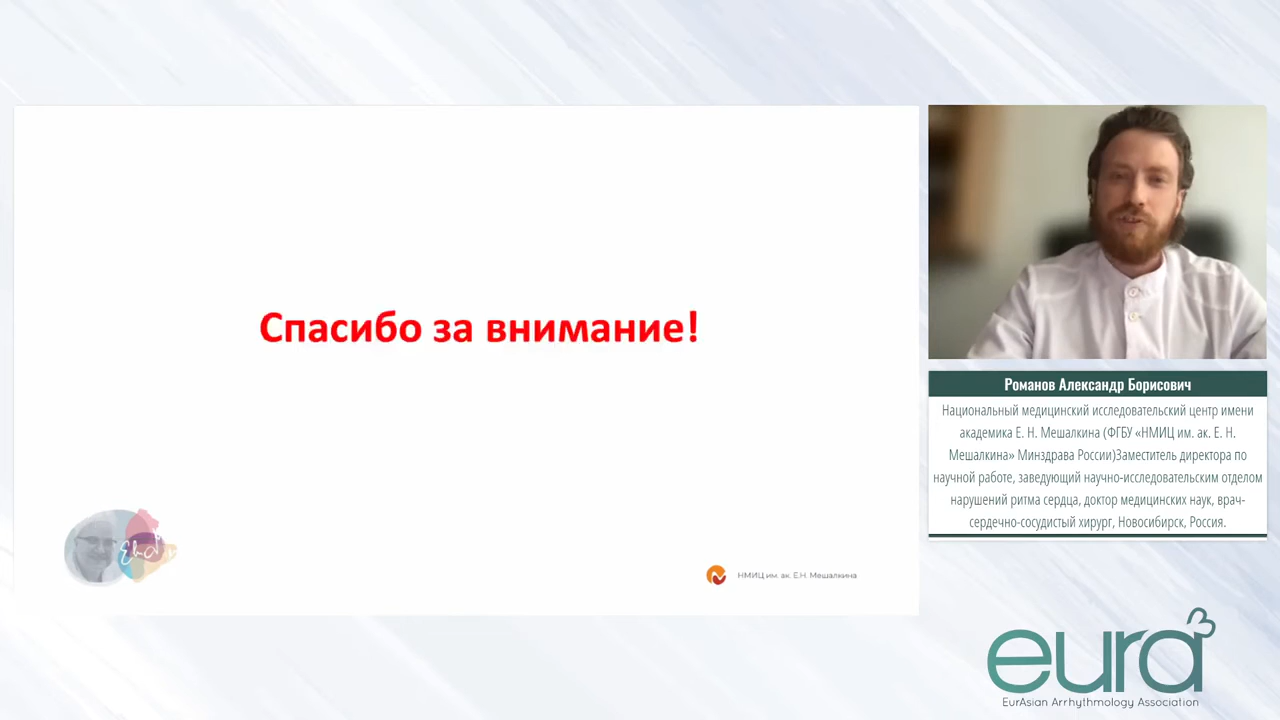 Спасибо за внимание!
НМИЦ им. ак. Е.Н. Мешалкина
Романов Александр Борисович
Национальный медицинский исследовательский центр имени
академика Е. Н. Мешалкина (ФГБУ «НМИЦ им. ак. Е. Н.
Мешалкина» Минздрава России)Заместитель директора по
научной работе, заведующий научно-исследовательским отделом
нарушений ритма сердца, доктор медицинских наук, врач-
сердечно-сосудистый хирург, Новосибирск, Россия.
eura
EurAsian Arrhythmology Association